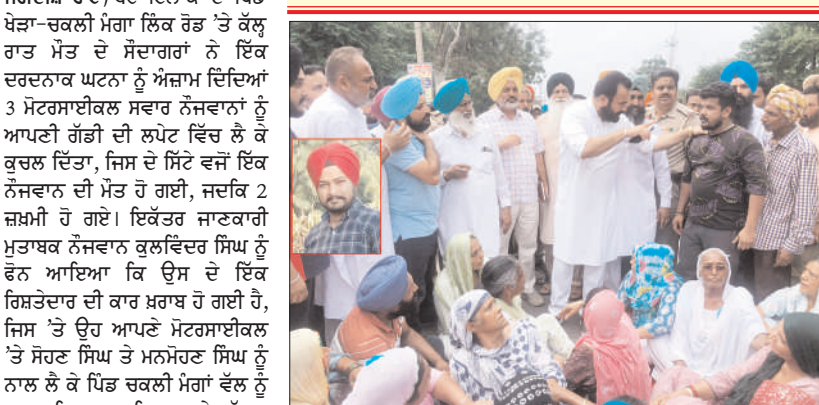 ਖੇੜਾ-ਚਕਲੀ ਮੰਗਾ ਲਿੰਕ ਰੋਡ ’ਤੇ ਕੱਲ੍ਹ
ਰਾਤ ਮੌਤ ਦੇ ਸੌਦਾਗਰਾਂ ਨੇ ਇੱਕ
ਦਰਦਨਾਕ ਘਟਨਾ ਨੂੰ ਅੰਜ਼ਾਮ ਦਿੰਦਿਆਂ
3 ਮੋਟਰਸਾਈਕਲ ਸਵਾਰ ਨੌਜਵਾਨਾਂ ਨੂੰ
ਆਪਣੀ ਗੱਡੀ ਦੀ ਲਪੇਟ ਵਿੱਚ ਲੈ ਕੇ
ਕੁਚਲ ਦਿੱਤਾ, ਜਿਸ ਦੇ ਸਿੱਟੇ ਵਜੋਂ ਇੱਕ
ਨੌਜਵਾਨ ਦੀ ਮੌਤ ਹੋ ਗਈ, ਜਦਕਿ 2
ਜ਼ਖ਼ਮੀ ਹੋ ਗਏ। ਇਕੱਤਰ ਜਾਣਕਾਰੀ
ਮੁਤਾਬਕ ਨੌਜਵਾਨ ਕੁਲਵਿੰਦਰ ਸਿੰਘ ਨੂੰ
ਫੋਨ ਆਇਆ ਕਿ ਉਸ ਦੇ ਇੱਕ
ਰਿਸ਼ਤੇਦਾਰ ਦੀ ਕਾਰ ਖ਼ਰਾਬ ਹੋ ਗਈ ਹੈ,
ਜਿਸ ’ਤੇ ਉਹ ਆਪਣੇ ਮੋਟਰਸਾਈਕਲ
’ਤੇ ਸੋਹਣ ਸਿੰਘ ਤੇ ਮਨਮੋਹਣ ਸਿੰਘ ਨੂੰ
ਨਾਲ ਲੈ ਕੇ ਪਿੰਡ ਚਕਲੀ ਮੰਗਾਂ ਵੱਲ ਨੂੰ